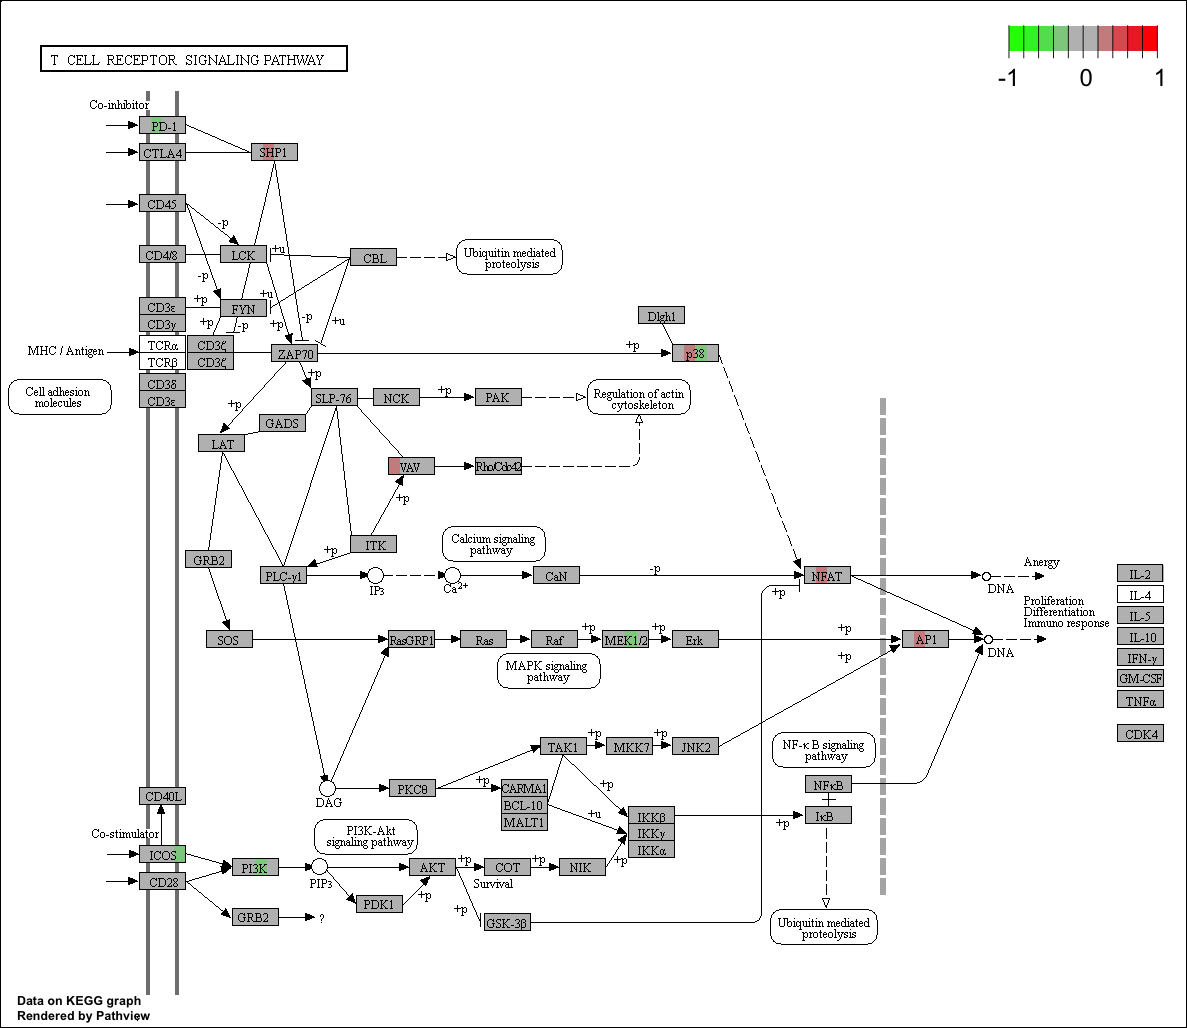 -1 0 1
T CELL RECEPTOR SIGNALING PATHWAY
Co-inhibitor
PD-1
CTLA4
SHP1
CD45
-p
CD4/8
LCK
+u
CBL
Ubiquitin mediated
proteolysis
-p
CD3ε
+p
FYN
+u
CD3γ
+p
-p
+p
-p
+u
Dlgh1
MHC / Antigen
TCRα
CD3ζ
ZAP70
+p
p38
TCRβ
CD3ζ
Cell adhesion
molecules
CD3δ
CD3ε
+p
SLP-76
NCK
+p
PAK
Regulation of actin
cytoskeleton
+p
GADS
LAT
VAV
Rho/Cdc42
+p
GRB2
+p
ITK
Calcium signaling
pathway
PLC-γ1
IP3
Ca2+
CaN
-p
NFAT
+p
DNA
Anergy
Proliferation
Differentiation
Immuno response
IL-2
IL-4
IL-5
IL-10
IFN-γ
GM-CSF
TNFα
CDK4
SOS
RasGRP1
Ras
Raf
+p
MEK1/2
+p
Erk
+p
+p
AP1
DNA
MAPK signaling
pathway
TAK1
+p
MKK7
+p
JNK2
NF-κB signaling
pathway
DAG
PKCθ
+p
+p
CARMA1
BCL-10
MALT1
+u
IKKβ
IKKγ
IKKα
+p
NFκB
IκB
CD40L
Co-stimulator
PI3K-Akt
signaling pathway
ICOS
PI3K
PIP3
AKT
+p
COT
+p
NIK
+p
Survival
CD28
PDK1
+p
+p
GRB2
?
GSK-3β
Ubiquitin mediated
proteolysis
Data on KEGG graph
Rendered by Pathview